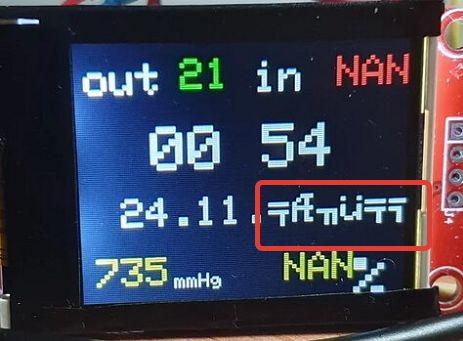 out 21 in NAN
00 54
24.11.
735 mmHg NAN%